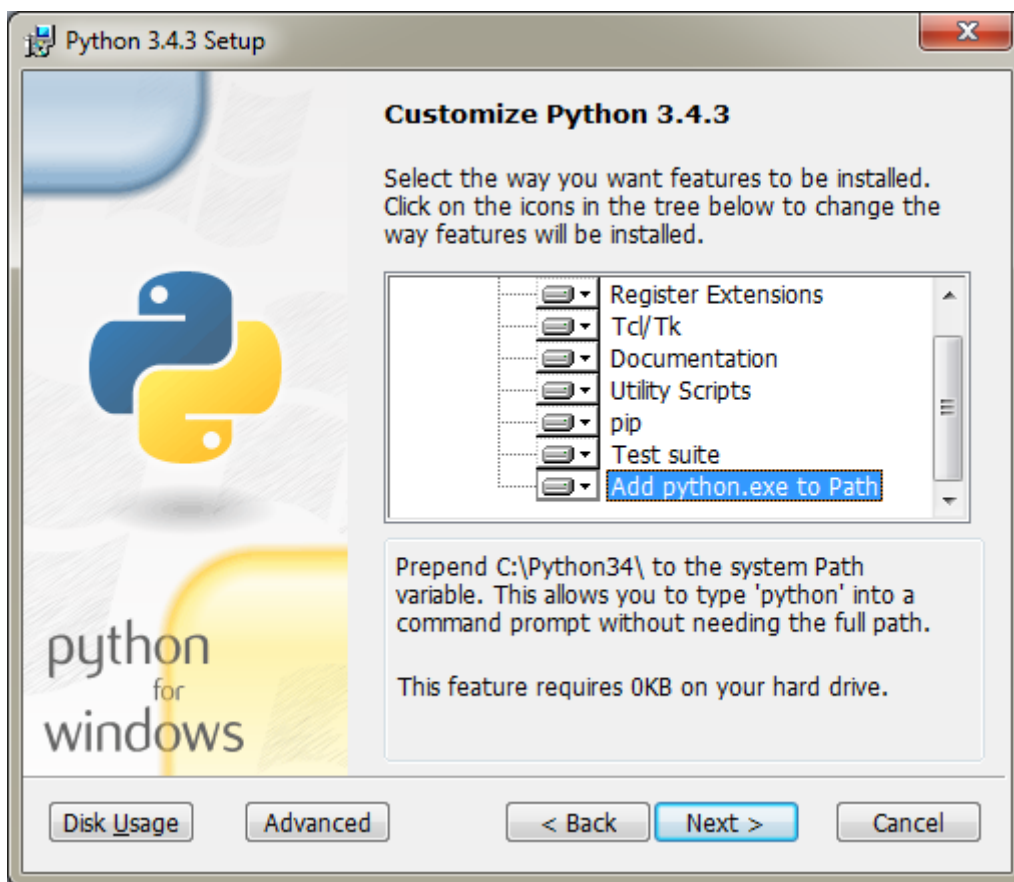 Python 3.4.3 Setup
Customize Python 3.4.3
Select the way you want features to be installed.
Click on the icons in the tree below to change the
way features will be installed.
Register Extensions
Tcl/Tk
Documentation
Utility Scripts
pip
Test suite
Add python.exe to Path
Prepend C:\Python34\ to the system Path
variable. This allows you to type 'python' into a
command prompt without needing the full path.
This feature requires 0KB on your hard drive.
python
for
windows
Disk Usage
Advanced
< Back
Next >
Cancel